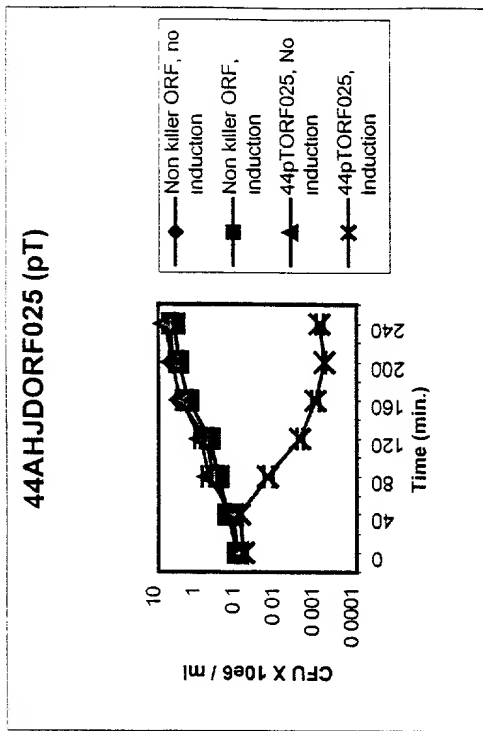 44AHJDORF025 (pT)
10
1
0 1
0 01
0 001
0 0001
CFU X 10e6 / ml
0
40
80
120
160
200
240
Time (min.)
Non killer ORF, no
induction
Non killer ORF,
induction
44pTORF025, No
induction
44pTORF025,
Induction